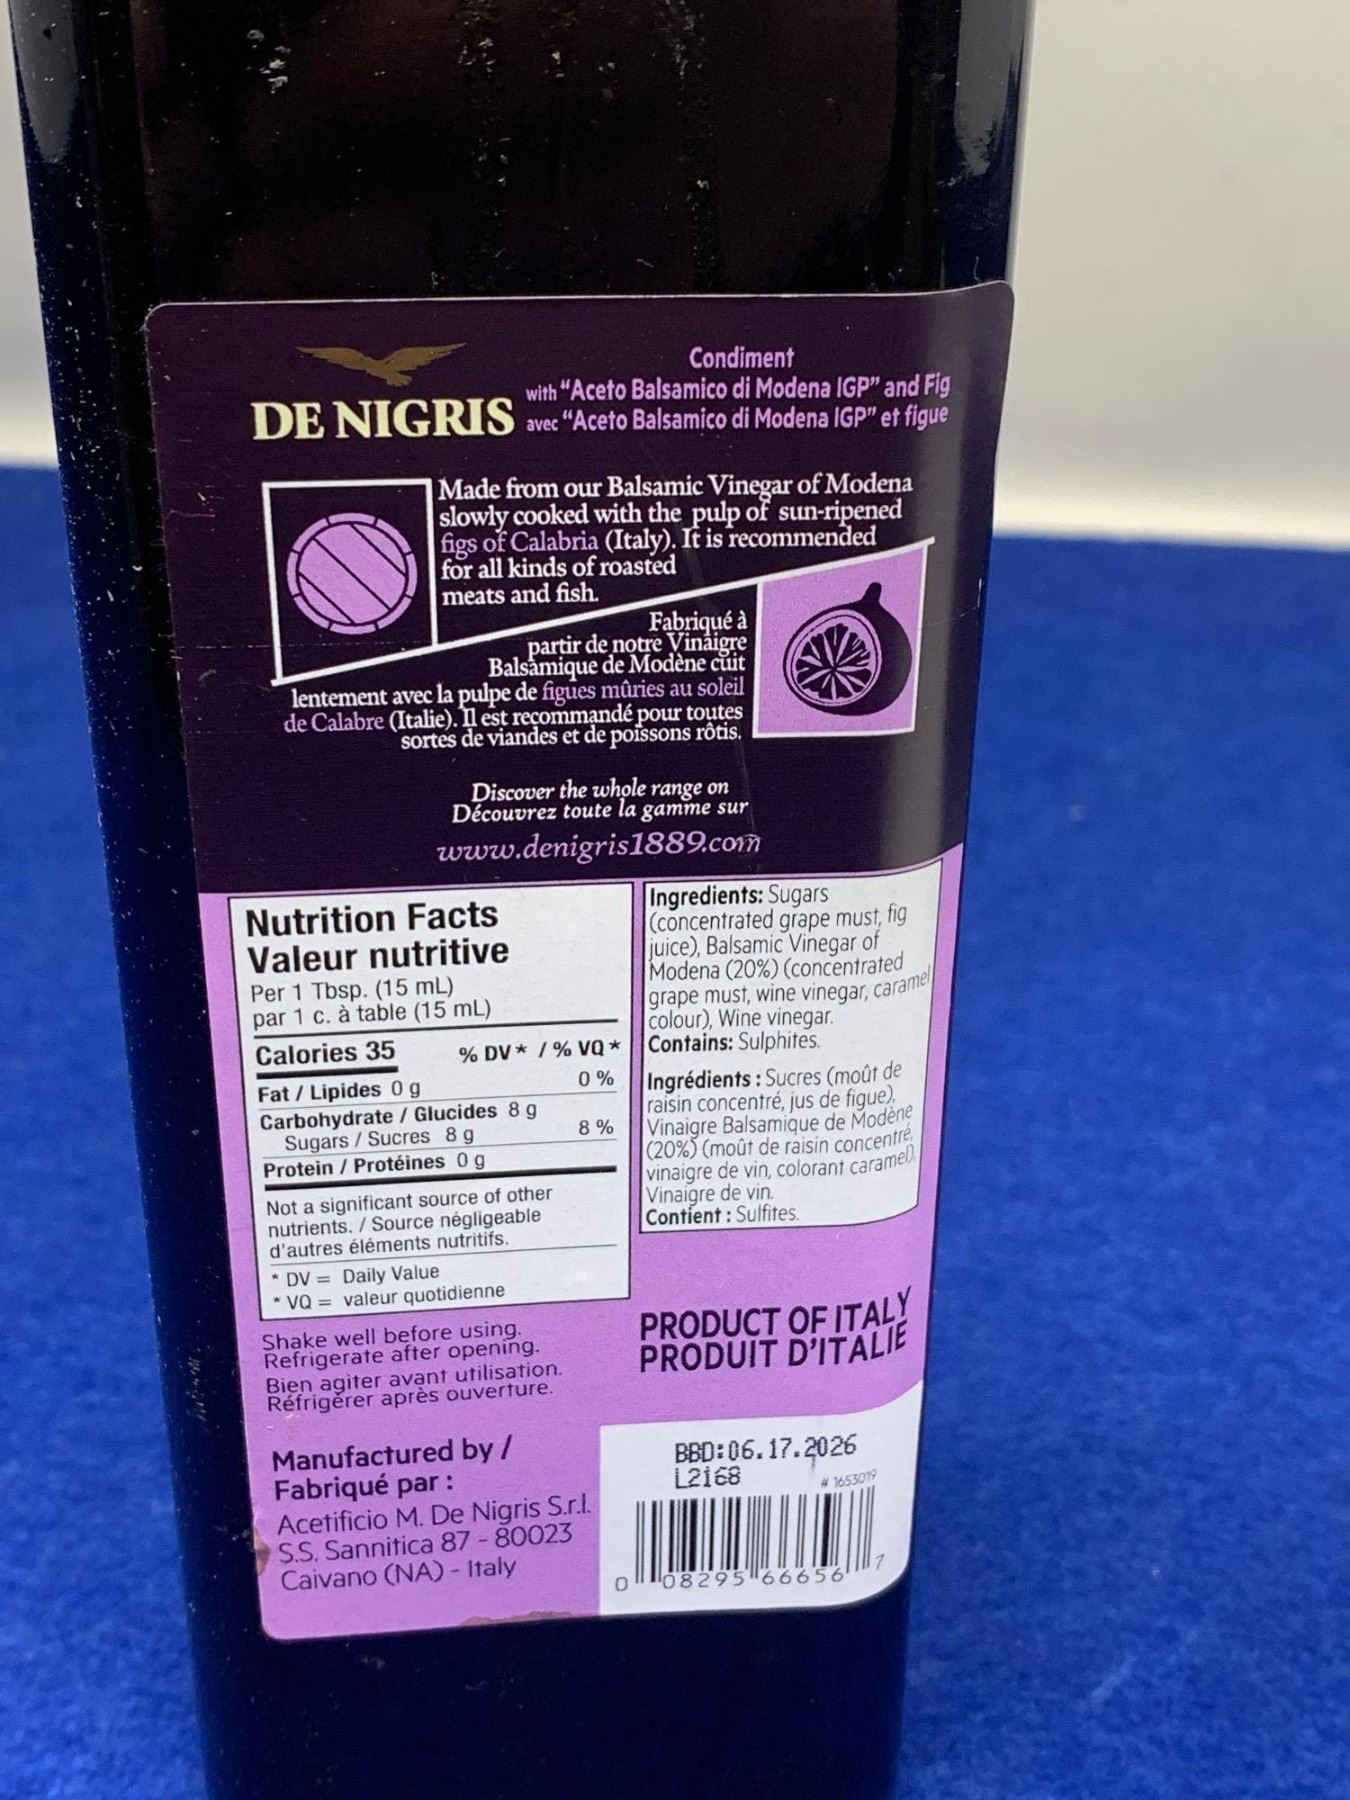 Condiment
with "Aceto Balsamico di Modena IGP" and Fig
avec "Aceto Balsamico di Modena IGP" et figue
DE NIGRIS
Made from our Balsamic Vinegar of Modena
slowly cooked with the pulp of sun-ripened
figs of Calabria (Italy). It is recommended
for all kinds of roasted
meats and fish.
Fabriqué à
partir de notre Vinaigre
Balsamique de Modène cuit
lentement avec la pulpe de figues mûries au soleil
de Calabre (Italie). Il est recommandé pour toutes
sortes de viandes et de poissons rôtis.
Discover the whole range on
Découvrez toute la gamme sur
www.denigris1889.com
Nutrition Facts
Valeur nutritive
Per 1 Tbsp. (15 mL)
par 1 c. à table (15 mL)
Calories 35 % DV* / % VQ*
Fat / Lipides 0 g 0 %
Carbohydrate / Glucides 8 g
Sugars / Sucres 8 g 8 %
Protein / Protéines 0 g
Not a significant source of other
nutrients. / Source négligeable
d'autres éléments nutritifs.
* DV = Daily Value
* VQ = valeur quotidienne
Ingredients: Sugars
(concentrated grape must, fig
juice), Balsamic Vinegar of
Modena (20%) (concentrated
grape must, wine vinegar, caramel
colour), Wine vinegar.
Contains: Sulphites.
Ingrédients : Sucres (moût de
raisin concentré, jus de figue),
Vinaigre Balsamique de Modène
(20%) (moût de raisin concentré,
vinaigre de vin, colorant caramel),
Vinaigre de vin.
Contient : Sulfites.
Shake well before using.
Refrigerate after opening.
Bien agiter avant utilisation.
Réfrigérer après ouverture.
PRODUCT OF ITALY
PRODUIT D'ITALIE
Manufactured by /
Fabriqué par :
Acetificio M. De Nigris S.r.l.
S.S. Sannitica 87 - 80023
Caivano (NA) - Italy
BBD:06.17.2026
L2168
# 1653019
0 08295 66656 7